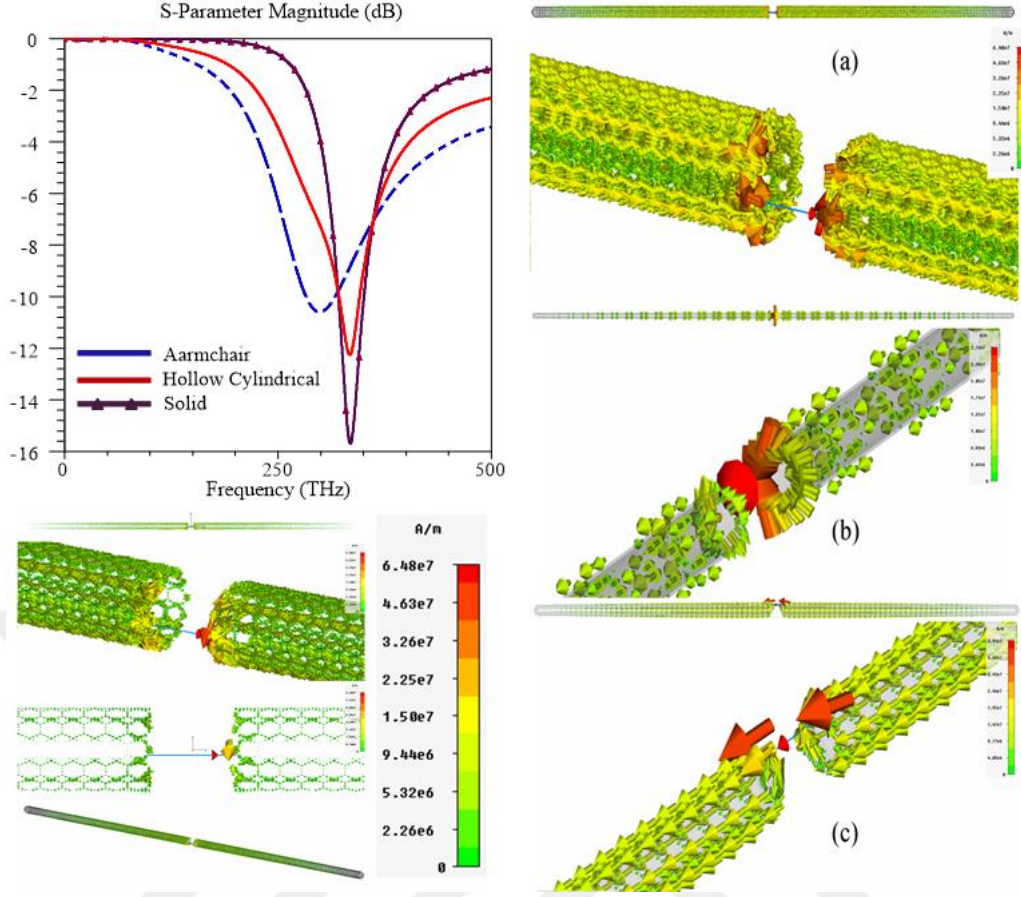 S-Parameter Magnitude (dB)
0
-2
-4
-6
-8
-10
-12
-14
-16
Aarmchair
Hollow Cylindrical
Solid
0
250
500
Frequency (THz)
A/m
6.48e7
4.63e7
3.26e7
2.25e7
1.50e7
9.44e6
5.32e6
2.26e6
0
(a)
(b)
(c)